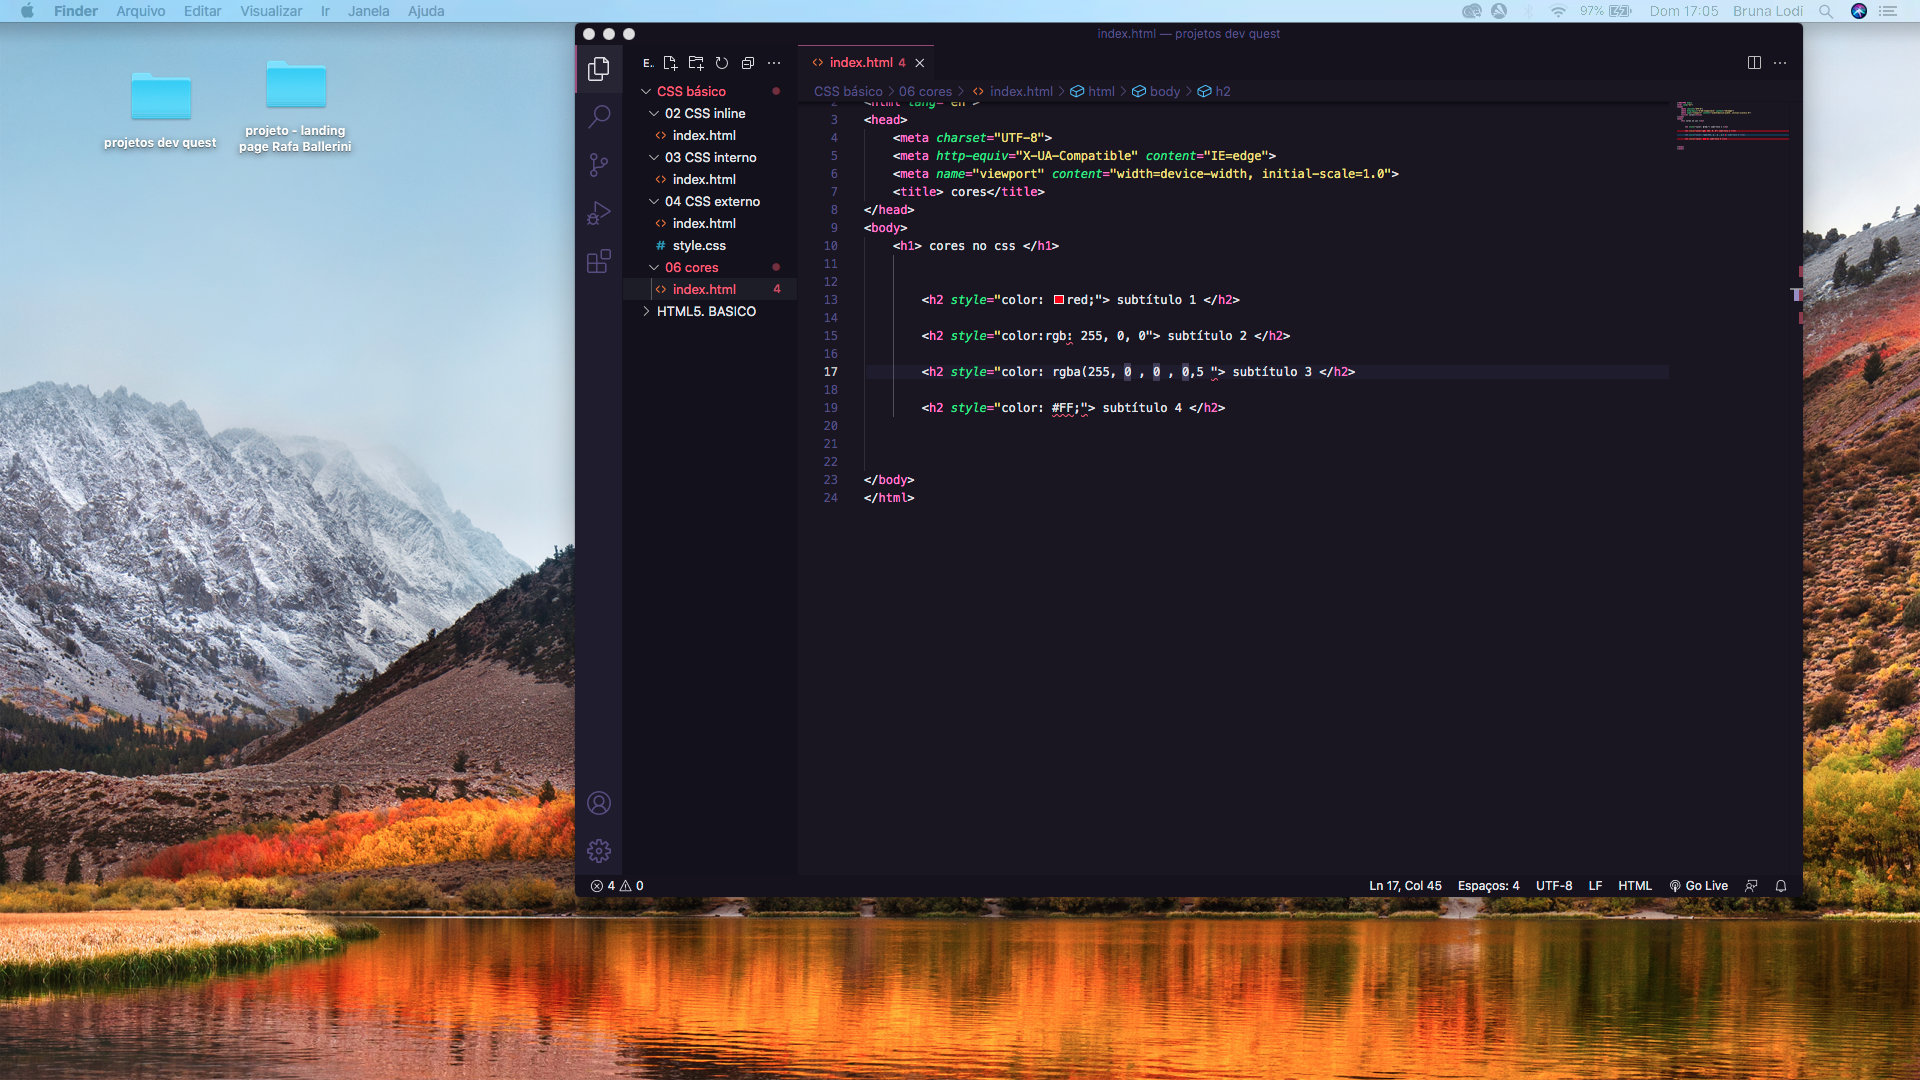 Finder Arquivo Editar Visualizar Ir Janela Ajuda
97% Dom 17:05 Bruna Lodi
projetos dev quest
projeto - landing
page Rafa Ballerini
index.html — projetos dev quest
E..
index.html 4
CSS básico
02 CSS inline
index.html
03 CSS interno
index.html
04 CSS externo
index.html
# style.css
06 cores
index.html 4
HTML5. BASICO
CSS básico > 06 cores > index.html > html > body > h2
2 <html lang="en">
3 <head>
4 <meta charset="UTF-8">
5 <meta http-equiv="X-UA-Compatible" content="IE=edge">
6 <meta name="viewport" content="width=device-width, initial-scale=1.0">
7 <title> cores</title>
8 </head>
9 <body>
10 <h1> cores no css </h1>
11
12
13 <h2 style="color: red;"> subtítulo 1 </h2>
14
15 <h2 style="color:rgb: 255, 0, 0"> subtítulo 2 </h2>
16
17 <h2 style="color: rgba(255, 0 , 0 , 0,5 "> subtítulo 3 </h2>
18
19 <h2 style="color: #FF;"> subtítulo 4 </h2>
20
21
22
23 </body>
24 </html>
4 0
Ln 17, Col 45 Espaços: 4 UTF-8 LF HTML Go Live